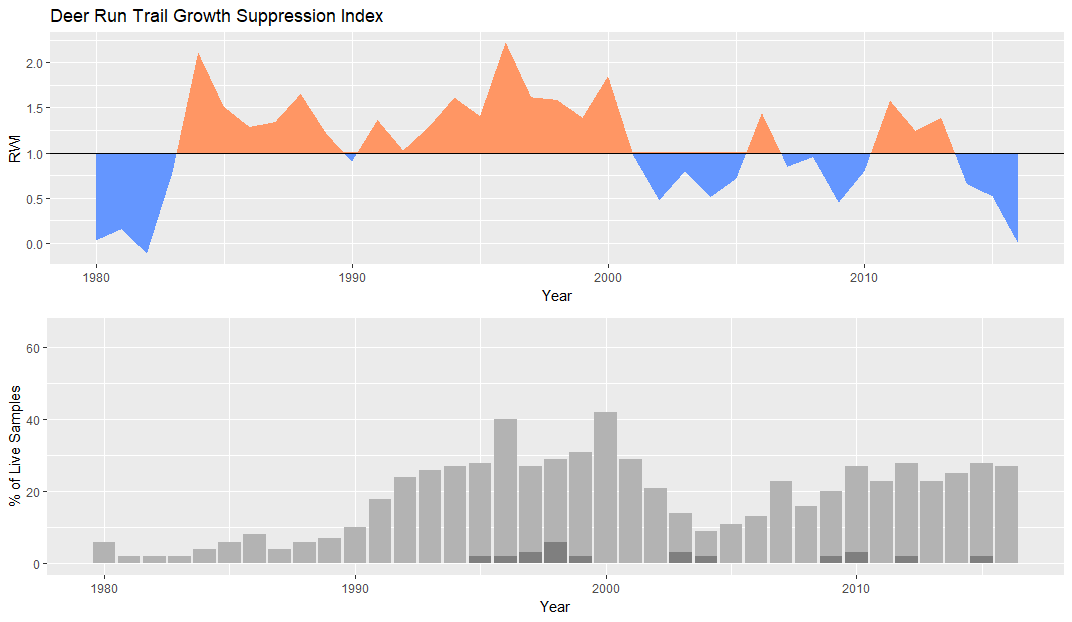 Deer Run Trail Growth Suppression Index
RWI
2.0
1.5
1.0
0.5
0.0
1980 1990 2000 2010
Year
% of Live Samples
60
40
20
0
1980 1990 2000 2010
Year